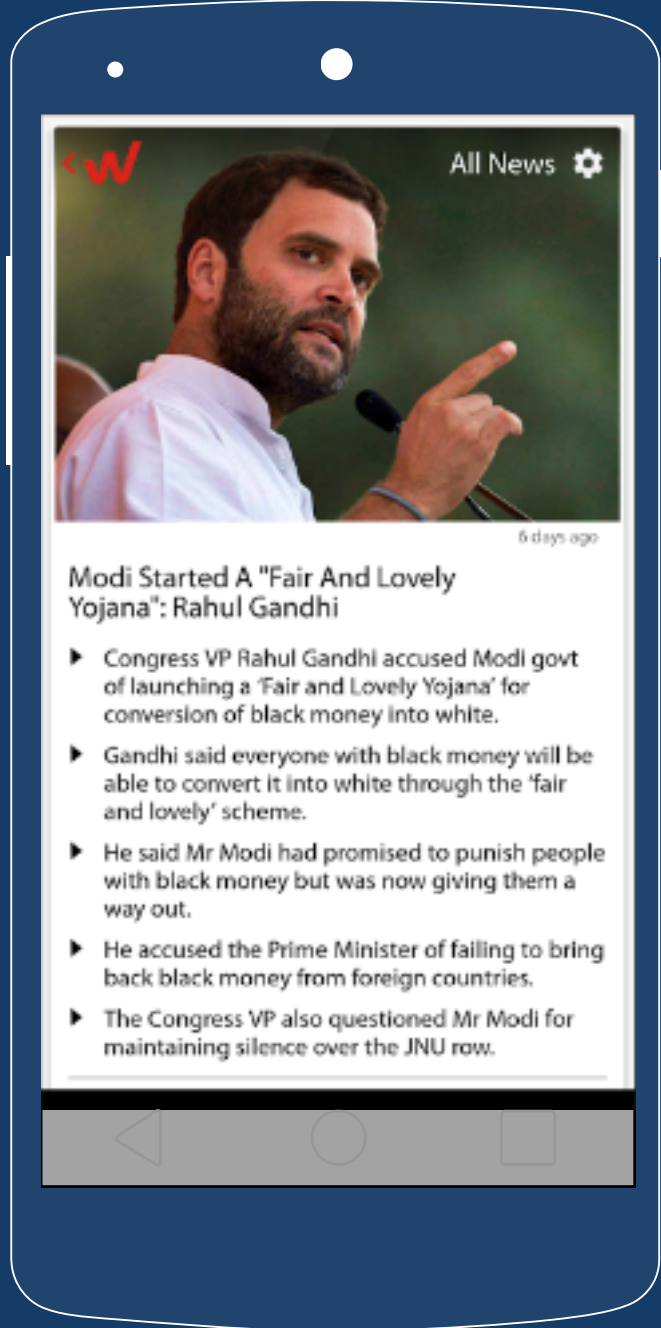 W
All News
6 days ago
Modi Started A "Fair And Lovely
Yojana": Rahul Gandhi
Congress VP Rahul Gandhi accused Modi govt
of launching a 'Fair and Lovely Yojana' for
conversion of black money into white.
Gandhi said everyone with black money will be
able to convert it into white through the 'fair
and lovely' scheme.
He said Mr Modi had promised to punish people
with black money but was now giving them a
way out.
He accused the Prime Minister of failing to bring
back black money from foreign countries.
The Congress VP also questioned Mr Modi for
maintaining silence over the JNU row.